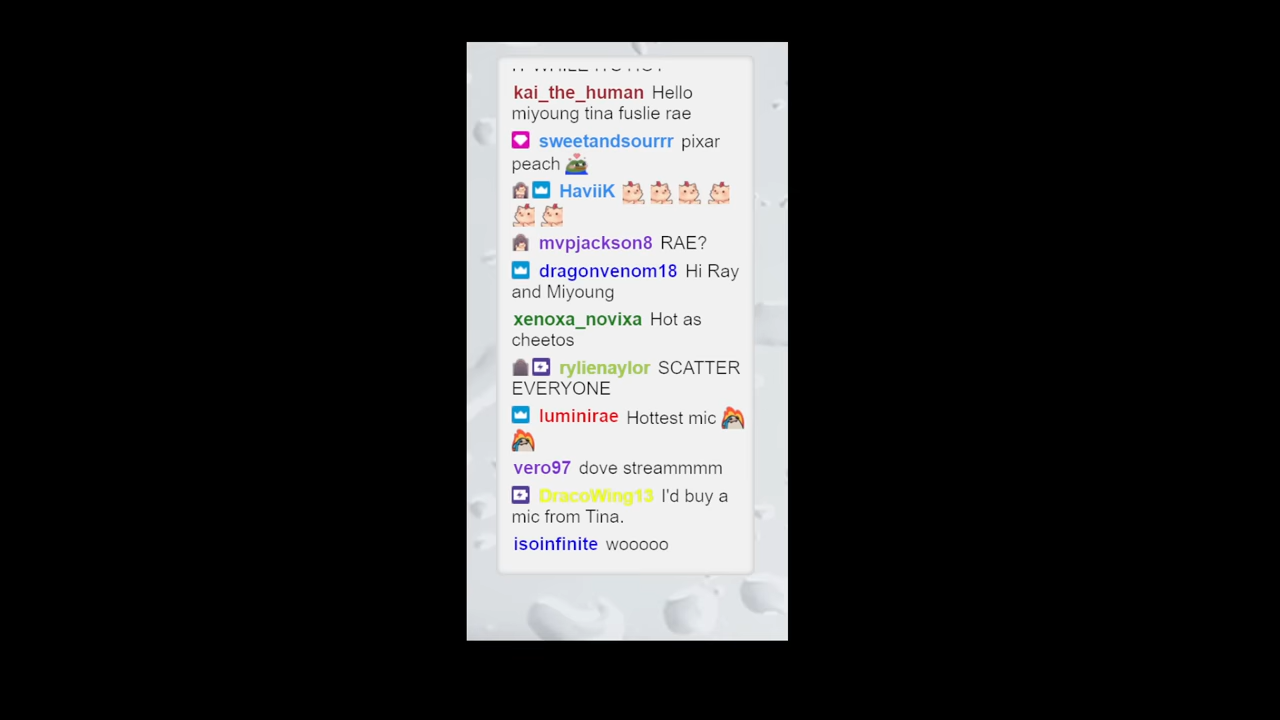 kai_the_human Hello
miyoung tina fuslie rae
sweetandsourrr pixar
peach
HaviiK
mvpjackson8 RAE?
dragonvenom18 Hi Ray
and Miyoung
xenoxa_novixa Hot as
cheetos
rylienaylor SCATTER
EVERYONE
luminirae Hottest mic
vero97 dove streammmm
DracoWing13 I'd buy a
mic from Tina.
isoinfinite wooooo